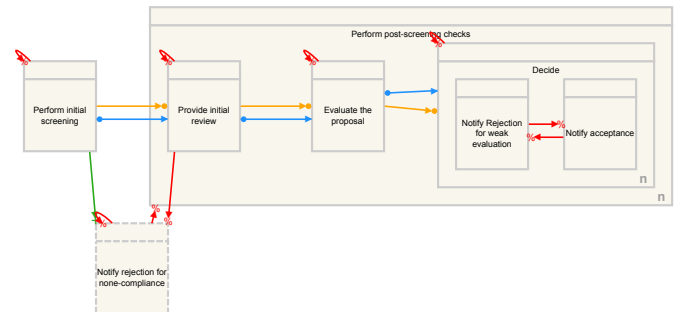 Perform post-screening checks
%
%
%
%
Decide
Perform initial
screening
Provide initial
review
Evaluate the
proposal
Notify Rejection
for weak
evaluation
%
%
Notify acceptance
n
n
%
%
%
Notify rejection for
none-compliance